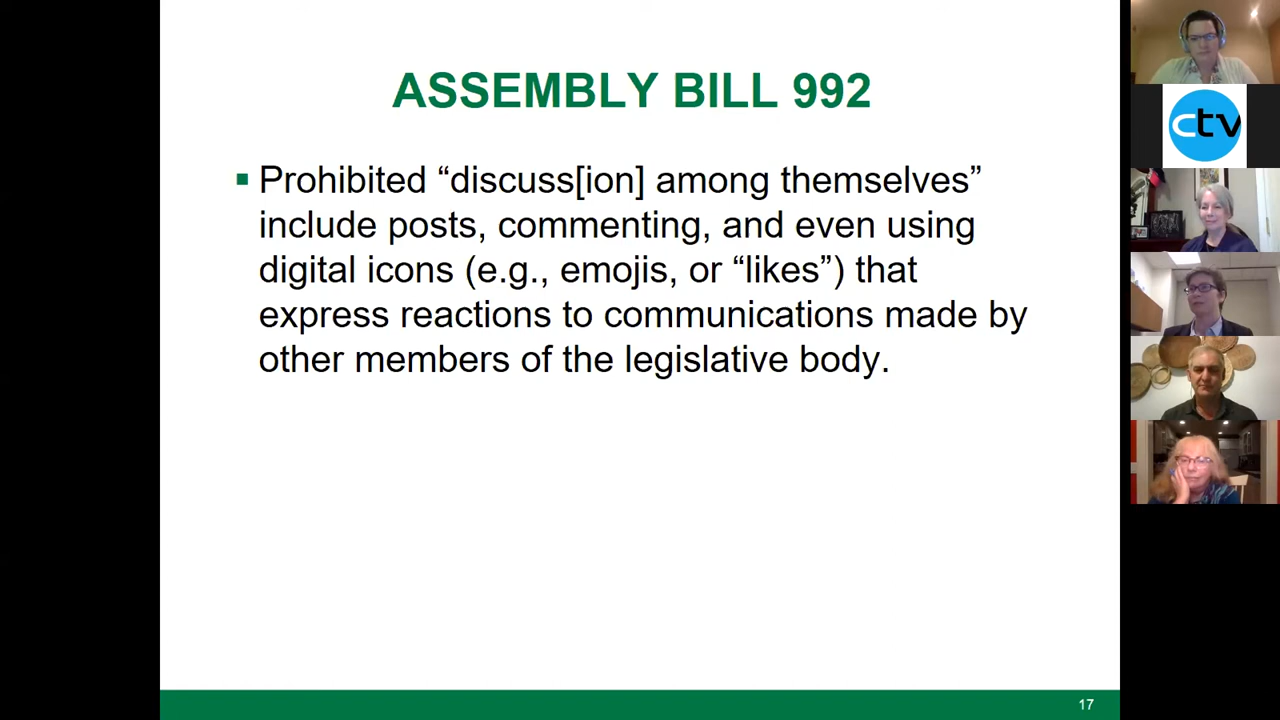 ASSEMBLY BILL 992
▪ Prohibited “discuss[ion] among themselves”
include posts, commenting, and even using
digital icons (e.g., emojis, or “likes”) that
express reactions to communications made by
other members of the legislative body.
17
ctv